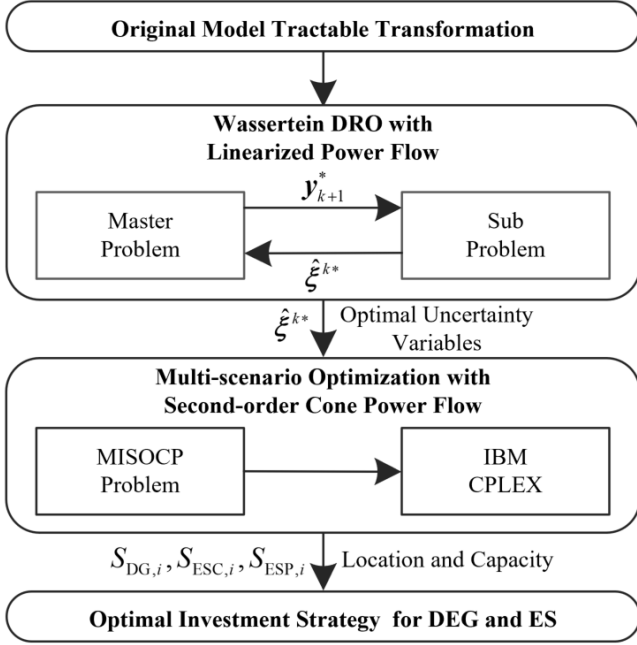 Original Model Tractable Transformation
Wassertein DRO with
Linearized Power Flow
Master
Problem
y*k+1
Sub
Problem
ξ̂k*
ξ̂k*
Optimal Uncertainty
Variables
Multi-scenario Optimization with
Second-order Cone Power Flow
MISOCP
Problem
IBM
CPLEX
SDG,i, SESC,i, SESP,i
Location and Capacity
Optimal Investment Strategy for DEG and ES